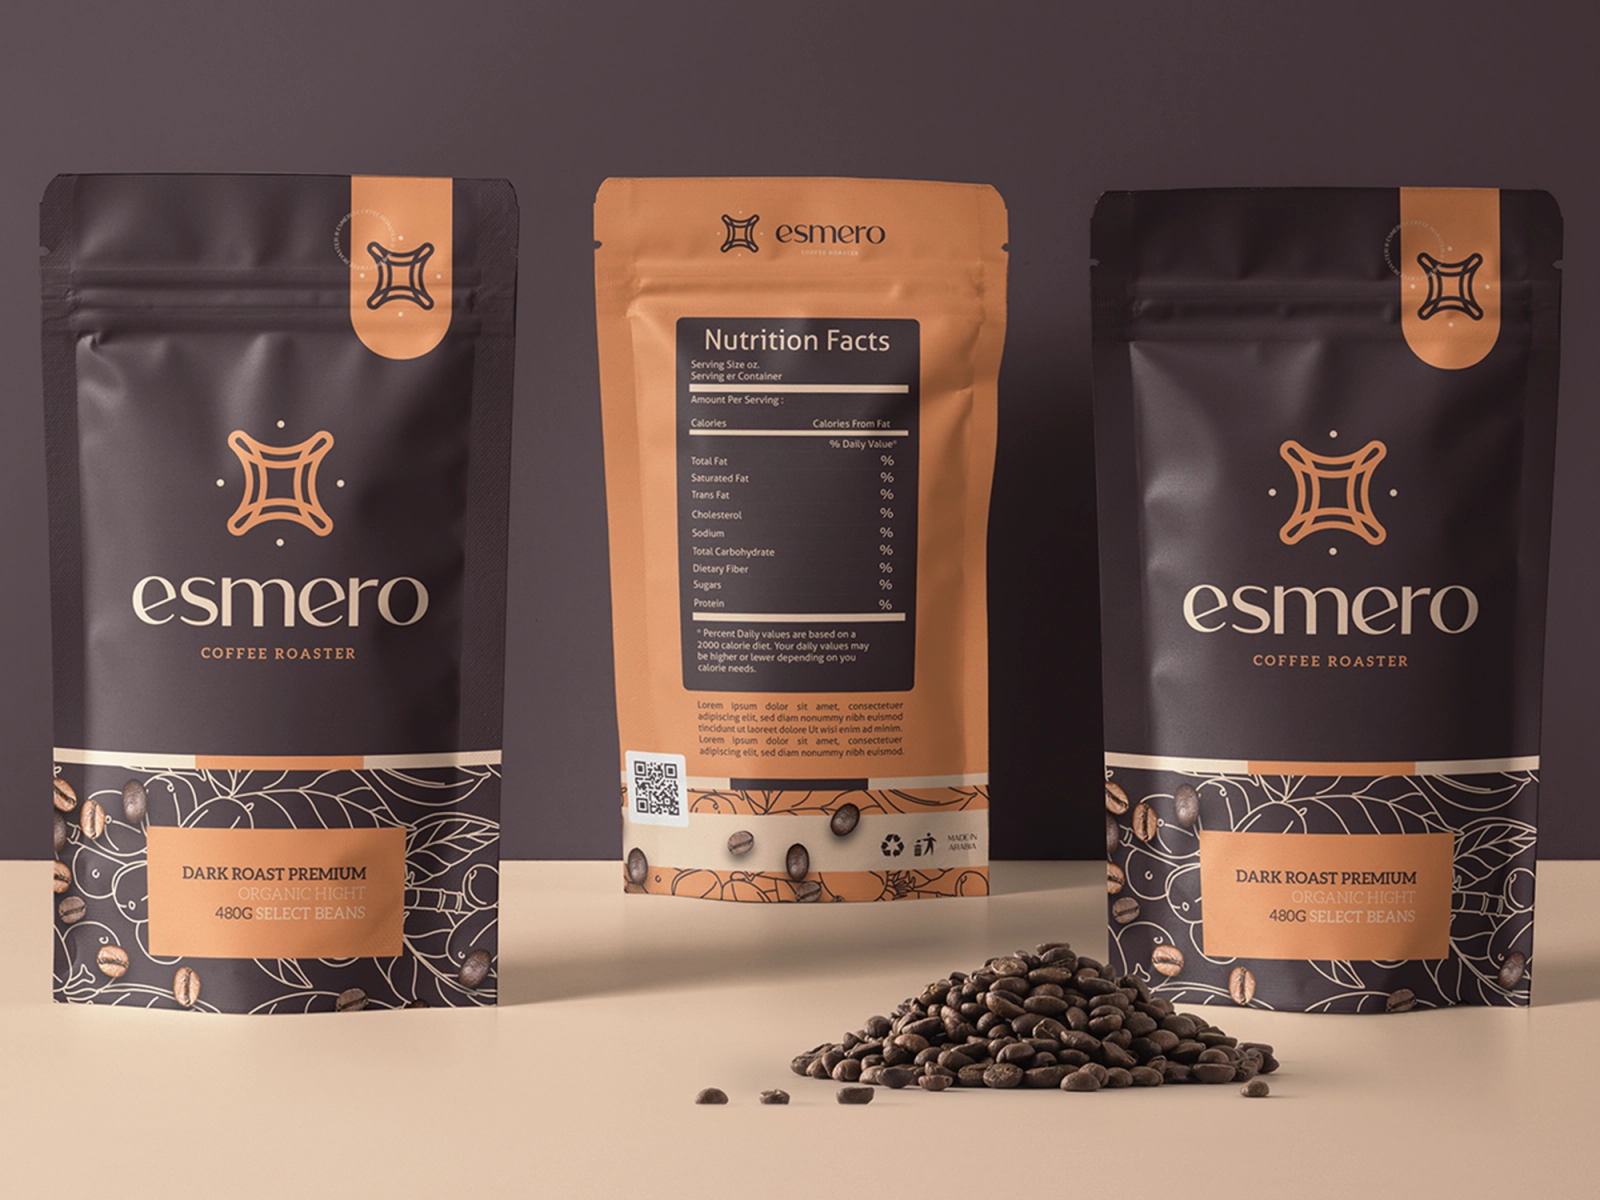 esmero
COFFEE ROASTER
DARK ROAST PREMIUM
ORGANIC HIGHT
480G SELECT BEANS
esmero
COFFEE ROASTER
Nutrition Facts
Serving Size oz.
Serving er Container
Amount Per Serving :
Calories Calories From Fat
% Daily Value*
Total Fat %
Saturated Fat %
Trans Fat %
Cholesterol %
Sodium %
Total Carbohydrate %
Dietary Fiber %
Sugars %
Protein %
* Percent Daily values are based on a
2000 calorie diet. Your daily values may
be higher or lewer depending on you
calorie needs.
Lorem ipsum dolor sit amet, consectetuer
adipiscing elit, sed diam nonummy nibh euismod
tincidunt ut laoreet dolore Ut wisi enim ad minim.
Lorem ipsum dolor sit amet, consectetuer
adipiscing elit, sed diam nonummy nibh euismod.
MADE IN
ARABIA
esmero
COFFEE ROASTER
DARK ROAST PREMIUM
ORGANIC HIGHT
480G SELECT BEANS